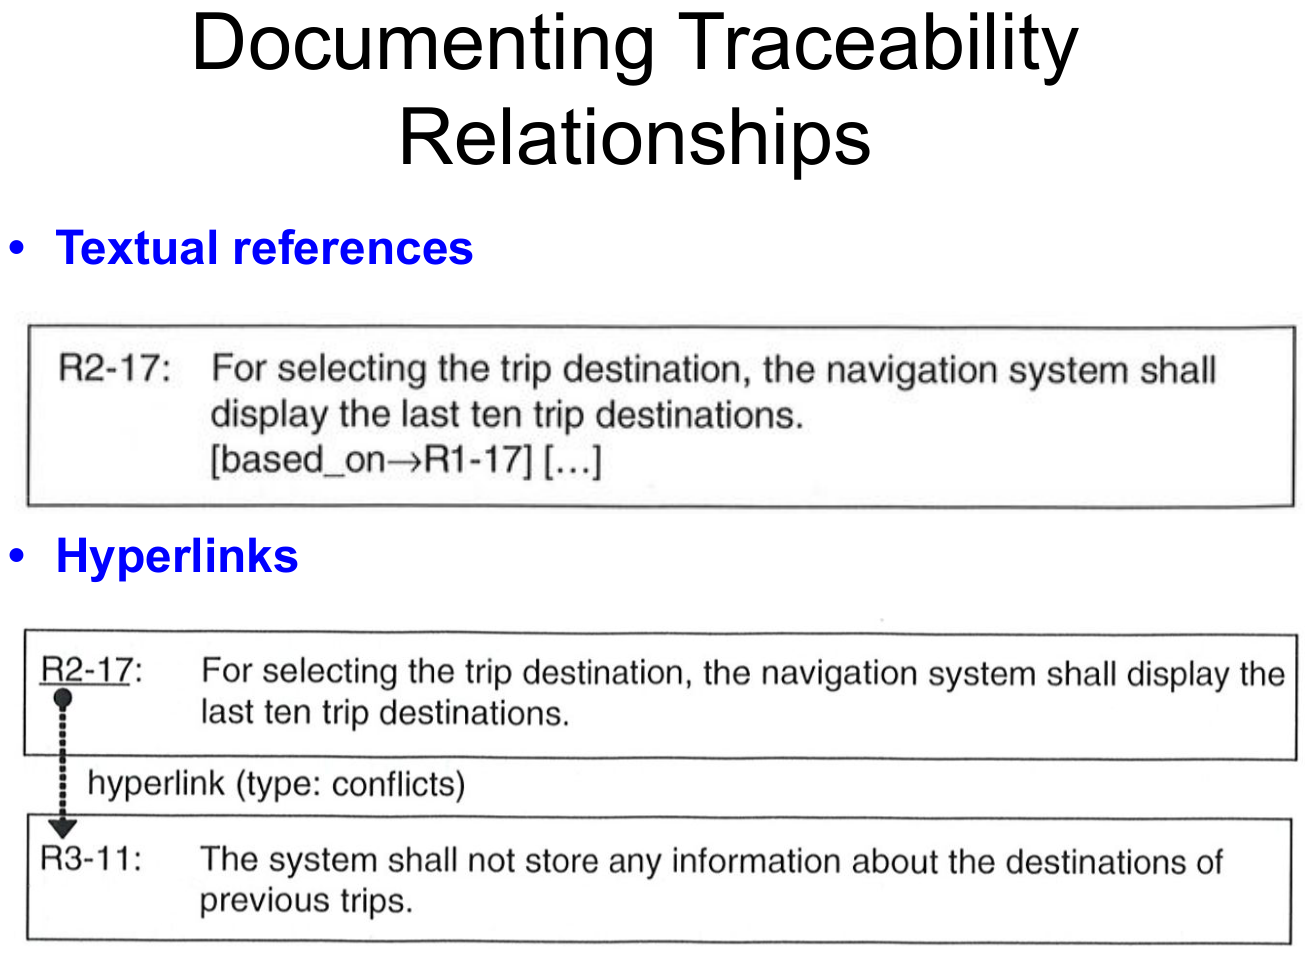 Documenting Traceability
Relationships
• Textual references
R2-17: For selecting the trip destination, the navigation system shall
display the last ten trip destinations.
[based_on→R1-17] [...]
• Hyperlinks
R2-17: For selecting the trip destination, the navigation system shall display the
last ten trip destinations.
hyperlink (type: conflicts)
R3-11: The system shall not store any information about the destinations of
previous trips.